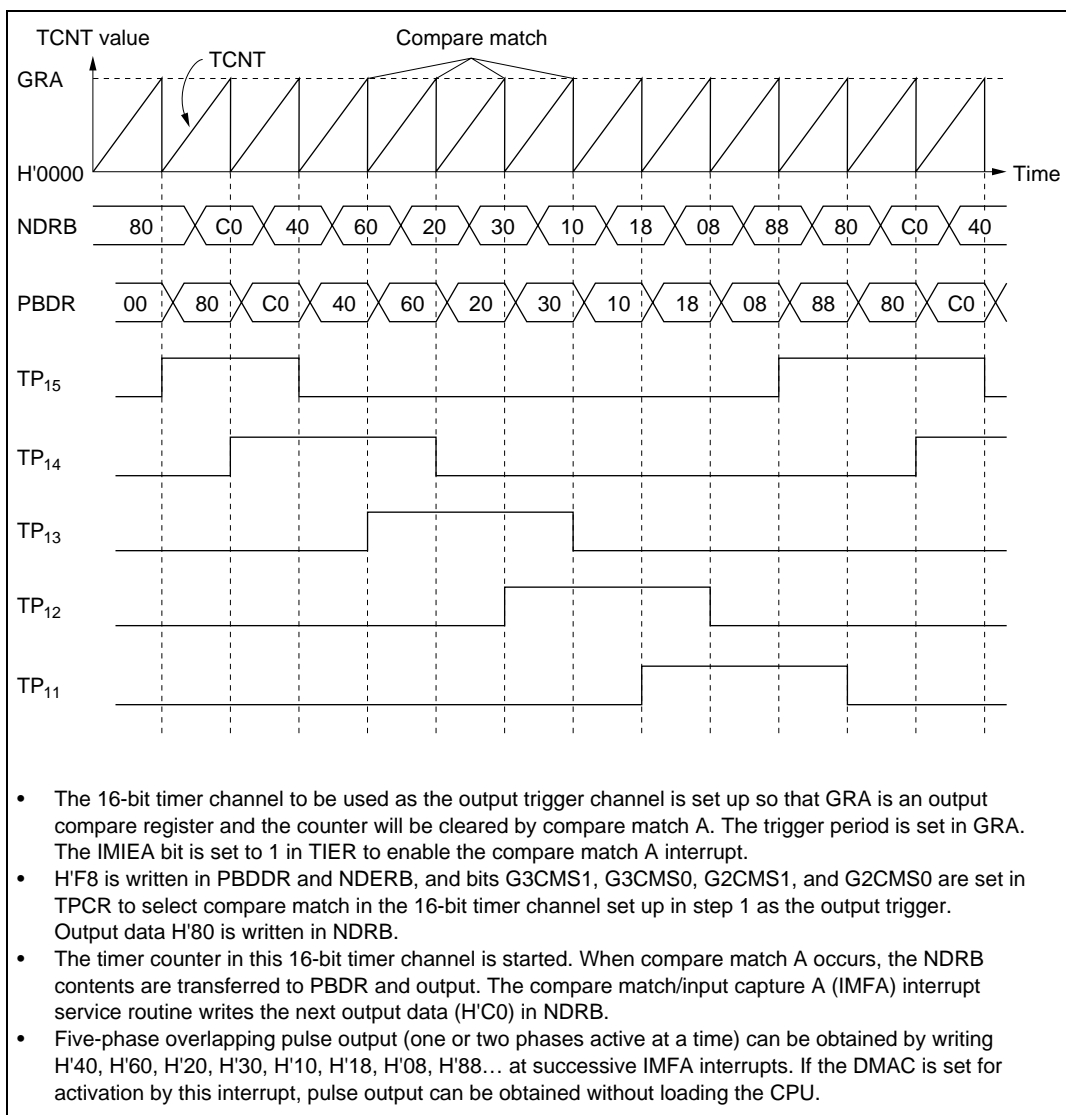 TCNT value
Compare match
TCNT
GRA
H'0000
Time
NDRB 80 C0 40 60 20 30 10 18 08 88 80 C0 40
PBDR 00 80 C0 40 60 20 30 10 18 08 88 80 C0
TP15
TP14
TP13
TP12
TP11
• The 16-bit timer channel to be used as the output trigger channel is set up so that GRA is an output
compare register and the counter will be cleared by compare match A. The trigger period is set in GRA.
The IMIEA bit is set to 1 in TIER to enable the compare match A interrupt.
• H'F8 is written in PBDDR and NDERB, and bits G3CMS1, G3CMS0, G2CMS1, and G2CMS0 are set in
TPCR to select compare match in the 16-bit timer channel set up in step 1 as the output trigger.
Output data H'80 is written in NDRB.
• The timer counter in this 16-bit timer channel is started. When compare match A occurs, the NDRB
contents are transferred to PBDR and output. The compare match/input capture A (IMFA) interrupt
service routine writes the next output data (H'C0) in NDRB.
• Five-phase overlapping pulse output (one or two phases active at a time) can be obtained by writing
H'40, H'60, H'20, H'30, H'10, H'18, H'08, H'88… at successive IMFA interrupts. If the DMAC is set for
activation by this interrupt, pulse output can be obtained without loading the CPU.